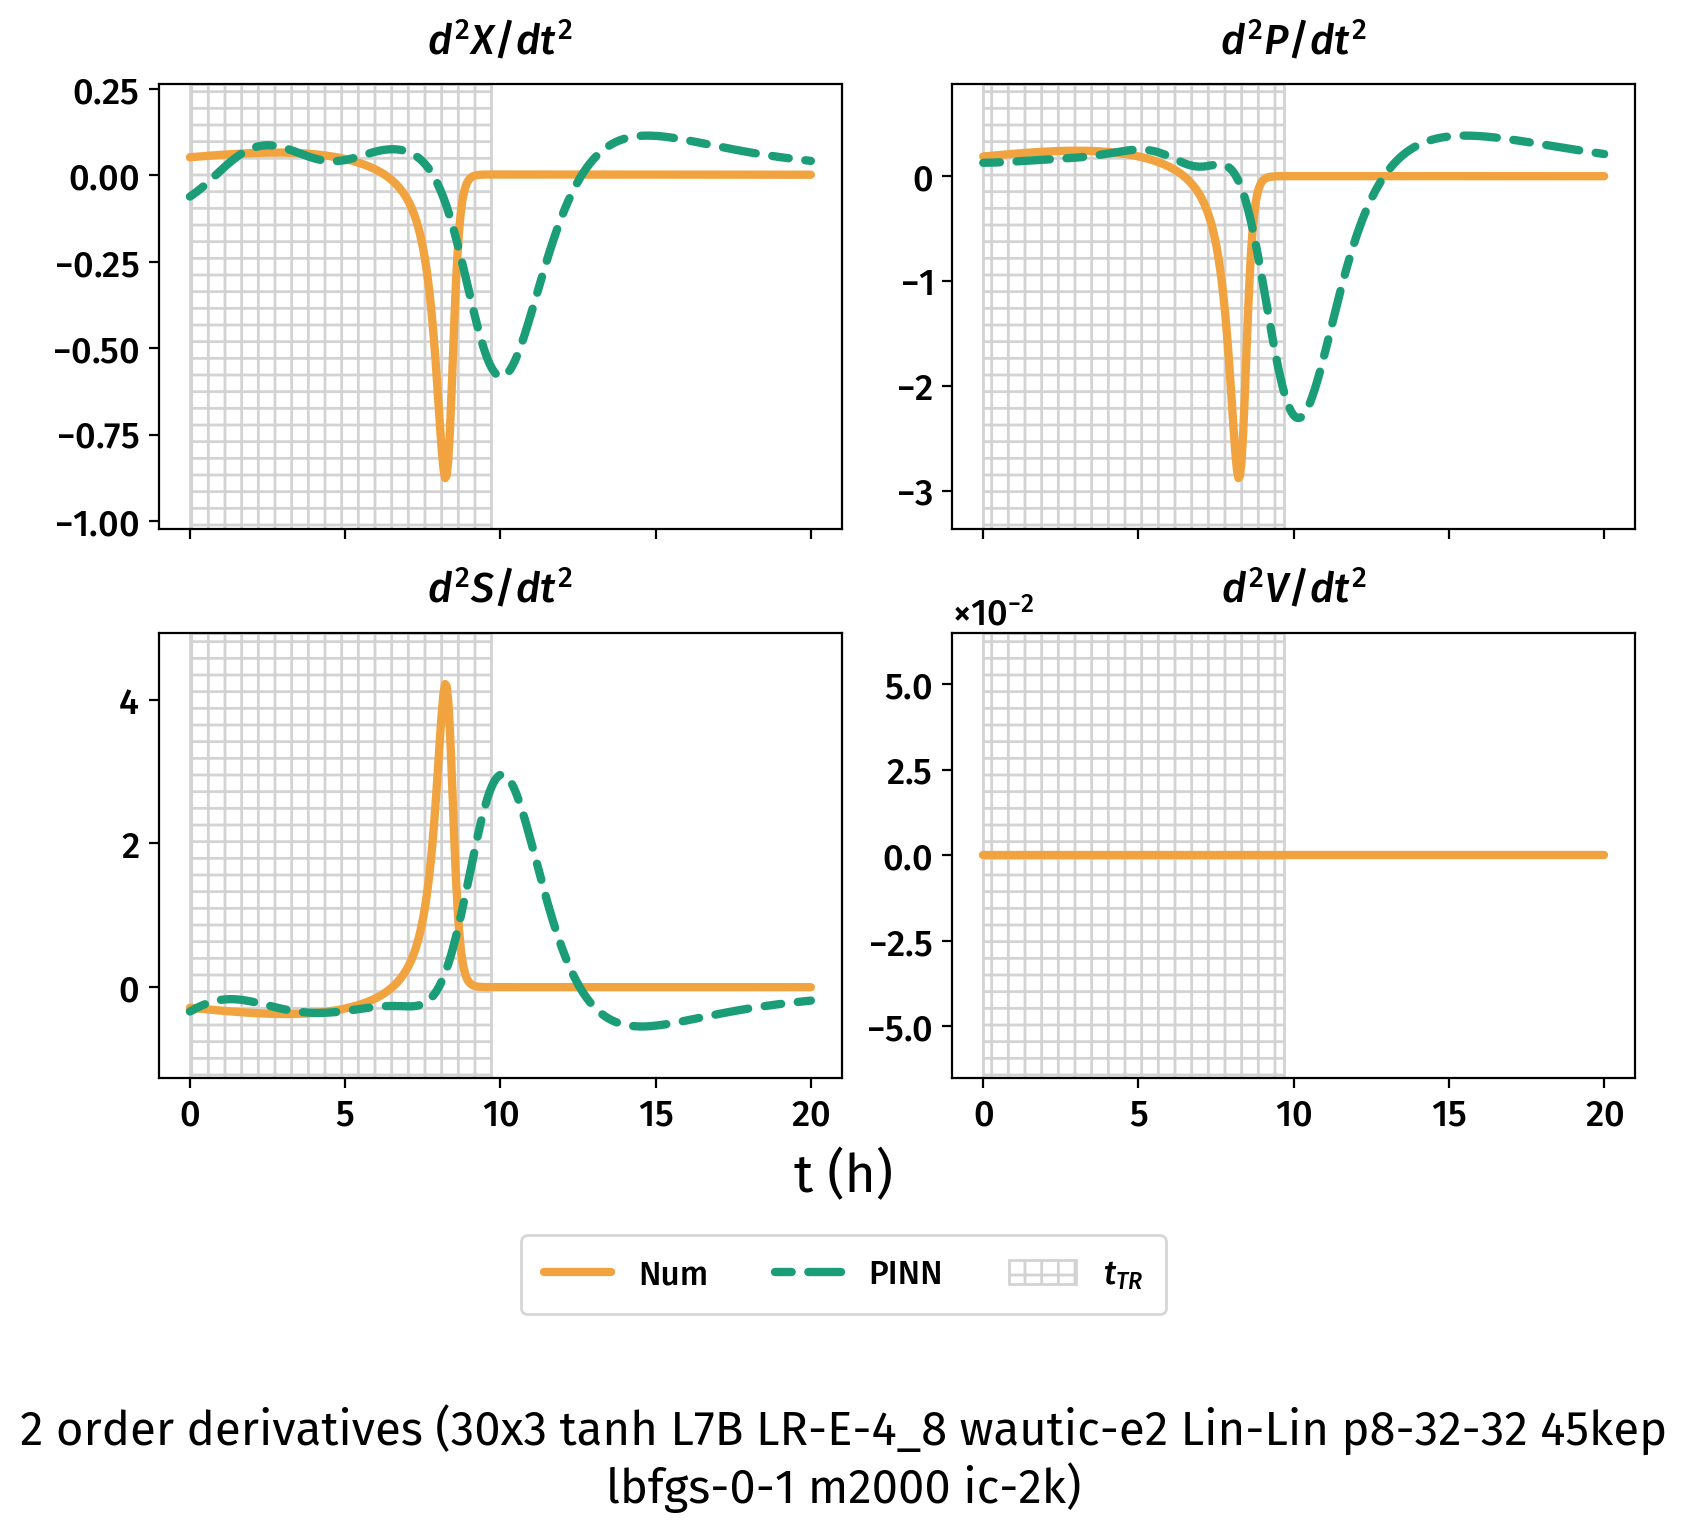 d²X/dt²
d²P/dt²
0.25
0.00
−0.25
−0.50
−0.75
−1.00
0
−1
−2
−3
d²S/dt²
d²V/dt²
×10⁻²
4
2
0
5.0
2.5
0.0
−2.5
−5.0
0 5 10 15 20
0 5 10 15 20
t (h)
Num PINN t_TR
2 order derivatives (30x3 tanh L7B LR-E-4_8 wautic-e2 Lin-Lin p8-32-32 45kep
lbfgs-0-1 m2000 ic-2k)